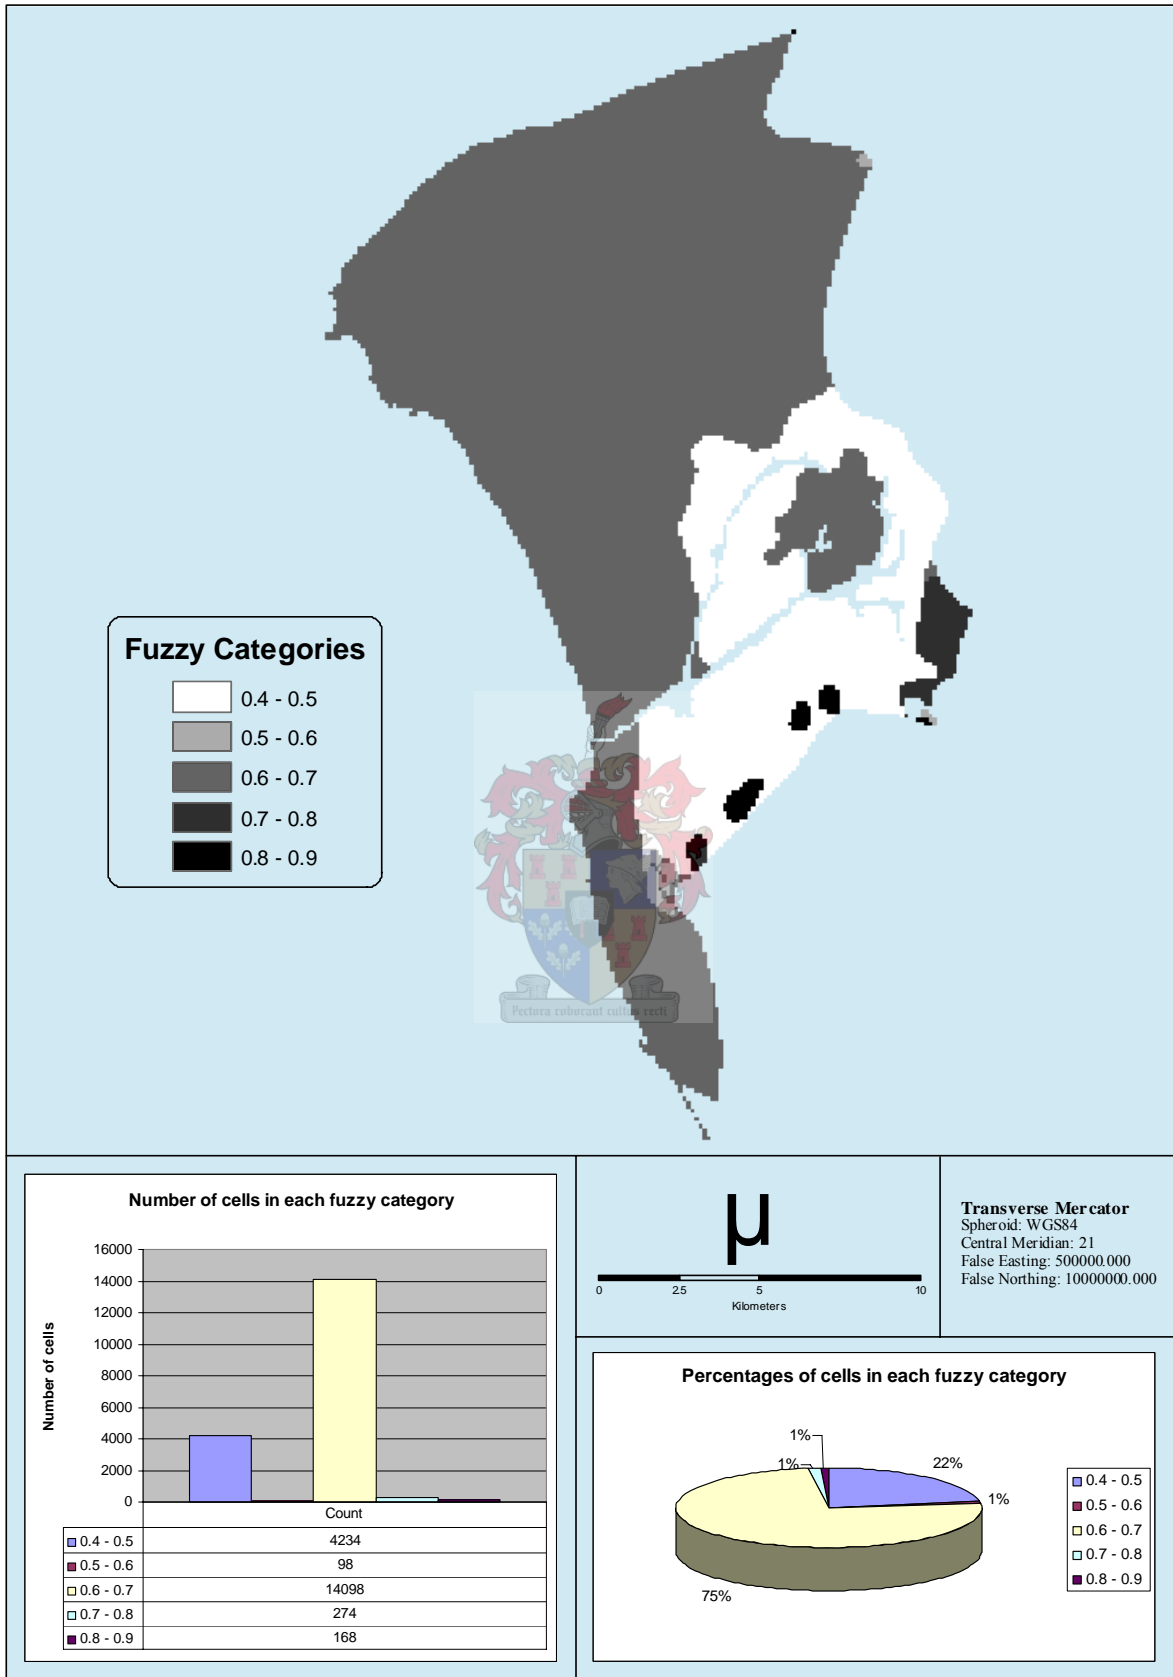 Fuzzy Categories
0.4 - 0.5
0.5 - 0.6
0.6 - 0.7
0.7 - 0.8
0.8 - 0.9
Pectora roborant cultus recti
Number of cells in each fuzzy category
Number of cells
16000
14000
12000
10000
8000
6000
4000
2000
0
Count
0.4 - 0.5 4234
0.5 - 0.6 98
0.6 - 0.7 14098
0.7 - 0.8 274
0.8 - 0.9 168
µ
0 2.5 5 10
Kilometers
Transverse Mercator
Spheroid: WGS84
Central Meridian: 21
False Easting: 500000.000
False Northing: 10000000.000
Percentages of cells in each fuzzy category
1%
1%
22%
1%
75%
0.4 - 0.5
0.5 - 0.6
0.6 - 0.7
0.7 - 0.8
0.8 - 0.9